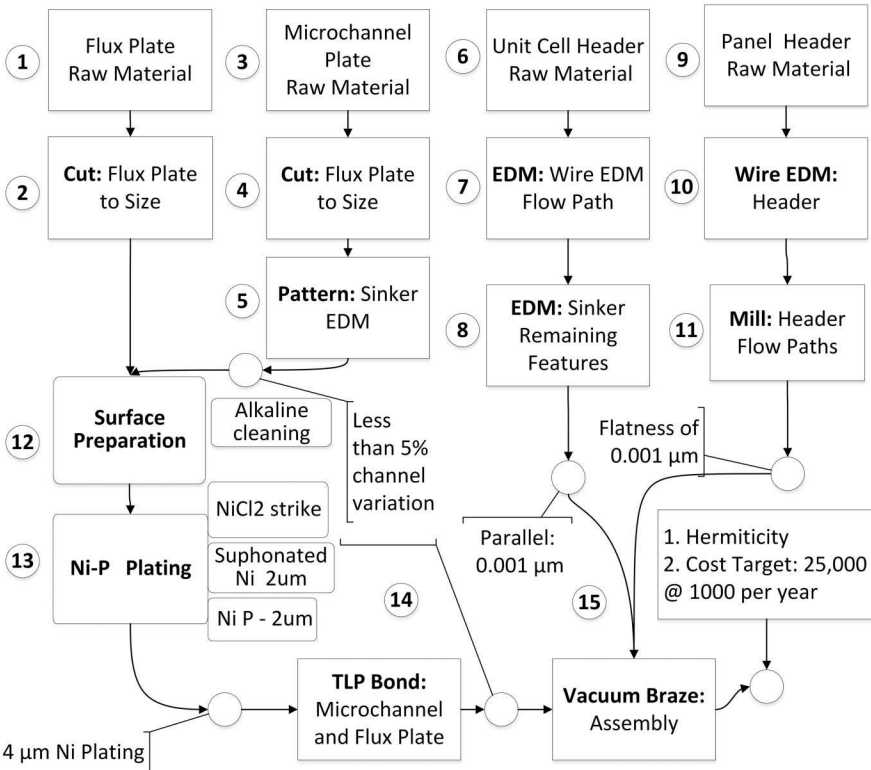 1
Flux Plate
Raw Material
3
Microchannel
Plate
Raw Material
6
Unit Cell Header
Raw Material
9
Panel Header
Raw Material
2
Cut: Flux Plate
to Size
4
Cut: Flux Plate
to Size
7
EDM: Wire EDM
Flow Path
10
Wire EDM:
Header
5
Pattern: Sinker
EDM
8
EDM: Sinker
Remaining
Features
11
Mill: Header
Flow Paths
12
Surface
Preparation
Alkaline
cleaning
Less
than 5%
channel
variation
Flatness of
0.001 μm
13
Ni-P Plating
NiCl2 strike
Suphonated
Ni 2um
Ni P - 2um
Parallel:
0.001 μm
1. Hermiticity
2. Cost Target: 25,000
@ 1000 per year
14
15
TLP Bond:
Microchannel
and Flux Plate
Vacuum Braze:
Assembly
4 μm Ni Plating